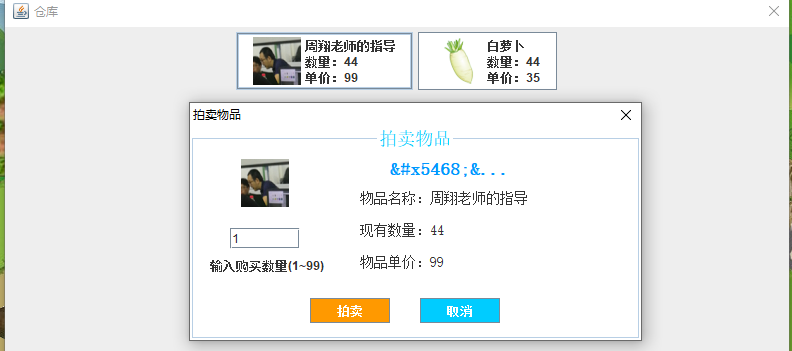 仓库
周翔老师的指导
数量：44
单价：99
白萝卜
数量：44
单价：35
拍卖物品
拍卖物品
&#x5468;&...
物品名称：周翔老师的指导
现有数量：44
物品单价：99
1
输入购买数量(1~99)
拍卖
取消